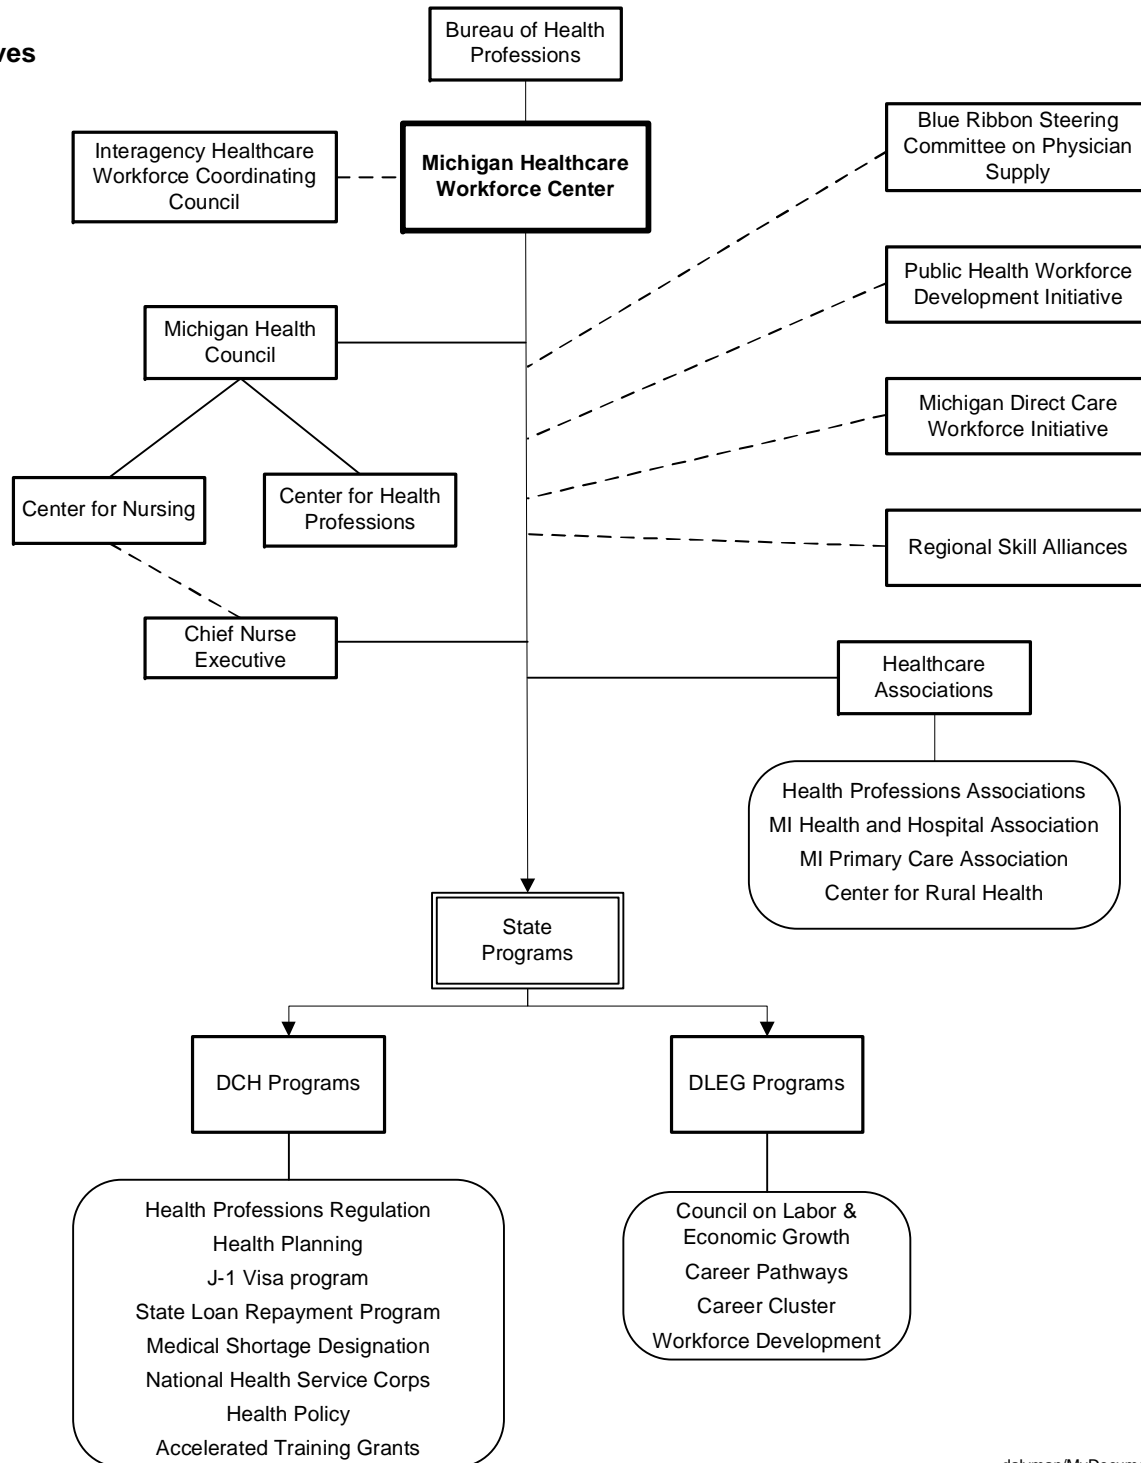 ves
Bureau of Health
Professions
Interagency Healthcare
Workforce Coordinating
Council
Michigan Healthcare
Workforce Center
Blue Ribbon Steering
Committee on Physician
Supply
Public Health Workforce
Development Initiative
Michigan Health
Council
Michigan Direct Care
Workforce Initiative
Center for Nursing
Center for Health
Professions
Regional Skill Alliances
Chief Nurse
Executive
Healthcare
Associations
Health Professions Associations
MI Health and Hospital Association
MI Primary Care Association
Center for Rural Health
State
Programs
DCH Programs
DLEG Programs
Health Professions Regulation
Health Planning
J-1 Visa program
State Loan Repayment Program
Medical Shortage Designation
National Health Service Corps
Health Policy
Accelerated Training Grants
Council on Labor &
Economic Growth
Career Pathways
Career Cluster
Workforce Development